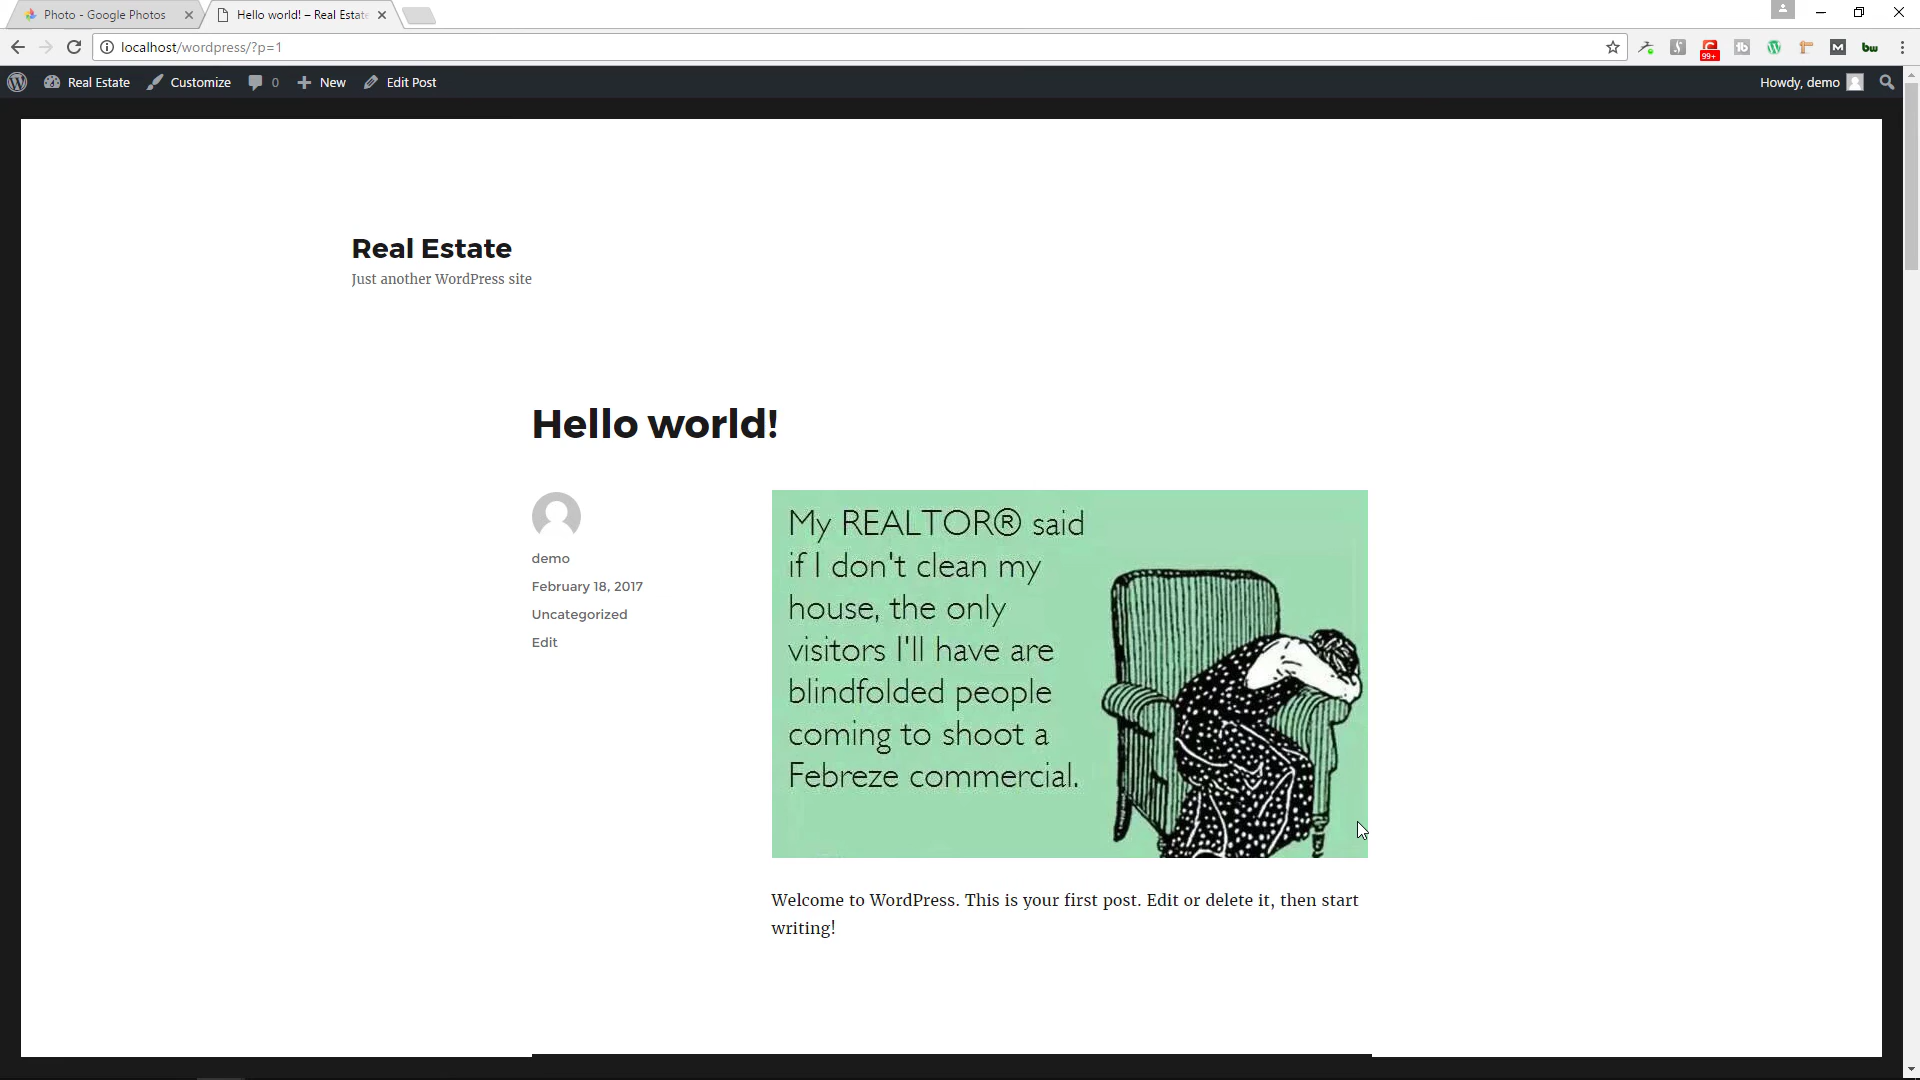 Photo - Google Photos
Hello world! – Real Estate
localhost/wordpress/?p=1
99+
tb
M
bw
Real Estate
Customize
0
New
Edit Post
Howdy, demo
Real Estate
Just another WordPress site
Hello world!
demo
February 18, 2017
Uncategorized
Edit
My REALTOR® said
if I don't clean my
house, the only
visitors I'll have are
blindfolded people
coming to shoot a
Febreze commercial.
Welcome to WordPress. This is your first post. Edit or delete it, then start
writing!